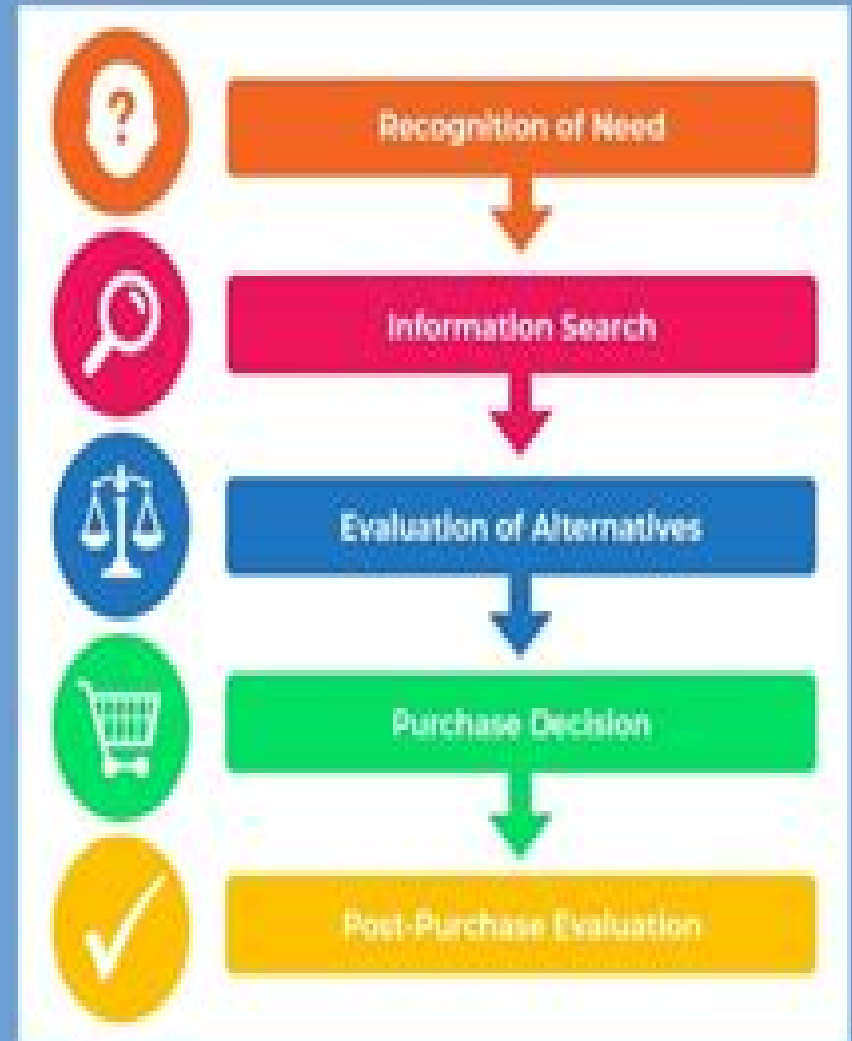 ?
Recognition of Need
Information Search
Evaluation of Alternatives
Purchase Decision
Post-Purchase Evaluation